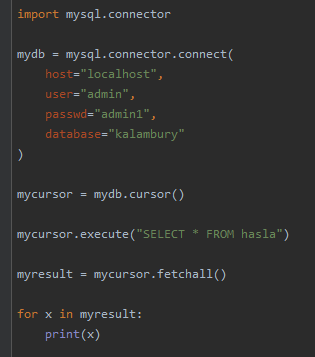 import mysql.connector
mydb = mysql.connector.connect(
    host="localhost",
    user="admin",
    passwd="admin1",
    database="kalambury"
)
mycursor = mydb.cursor()
mycursor.execute("SELECT * FROM hasla")
myresult = mycursor.fetchall()
for x in myresult:
    print(x)